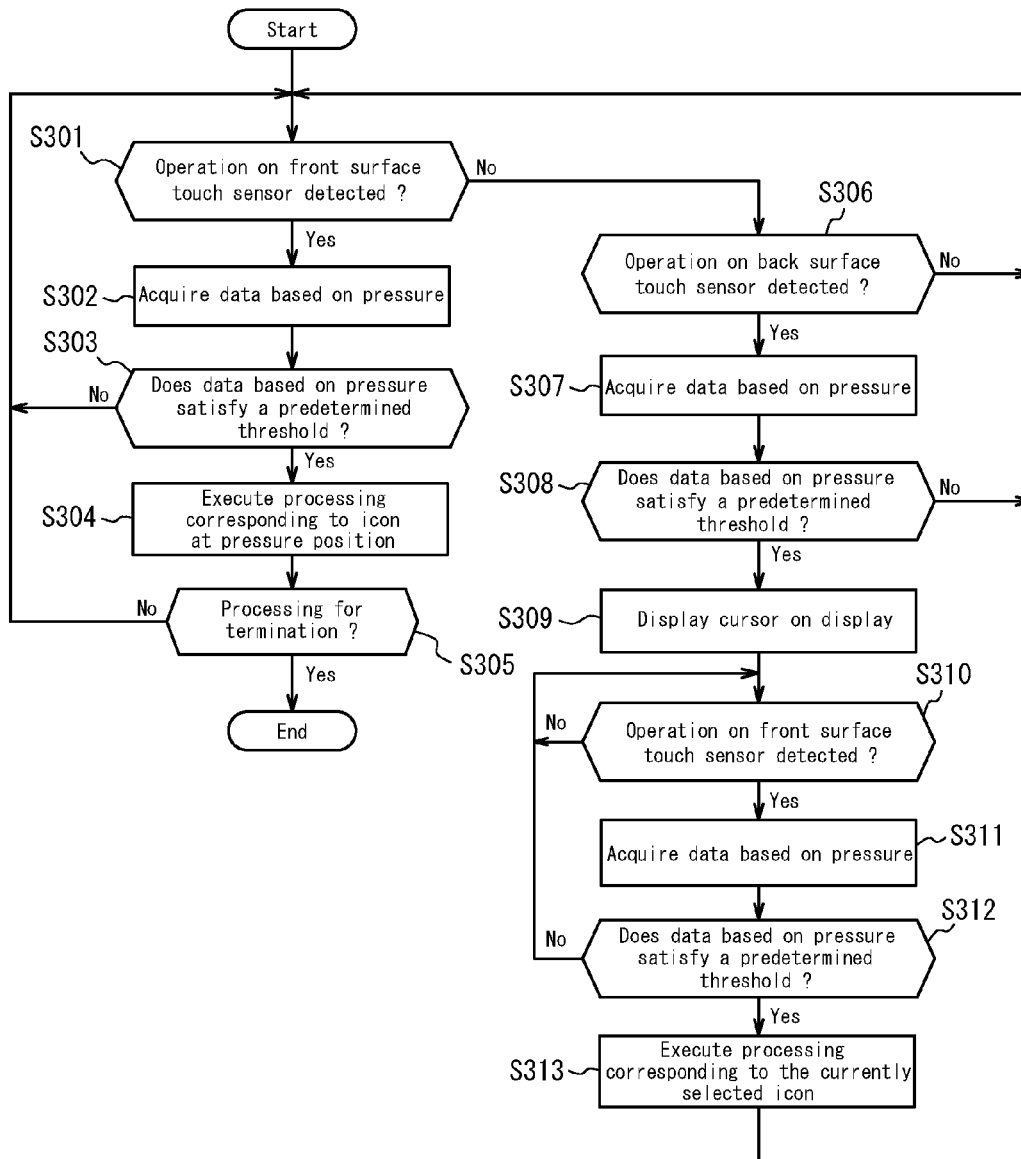 Start
S301
Operation on front surface
touch sensor detected ?
No
Yes
S302
Acquire data based on pressure
S303
Does data based on pressure
satisfy a predetermined
threshold ?
No
Yes
S304
Execute processing
corresponding to icon
at pressure position
No
Processing for
termination ?
S305
Yes
End
S306
Operation on back surface
touch sensor detected ?
No
Yes
S307
Acquire data based on pressure
S308
Does data based on pressure
satisfy a predetermined
threshold ?
No
Yes
S309
Display cursor on display
S310
No
Operation on front surface
touch sensor detected ?
Yes
Acquire data based on pressure
S311
S312
No
Does data based on pressure
satisfy a predetermined
threshold ?
Yes
S313
Execute processing
corresponding to the currently
selected icon